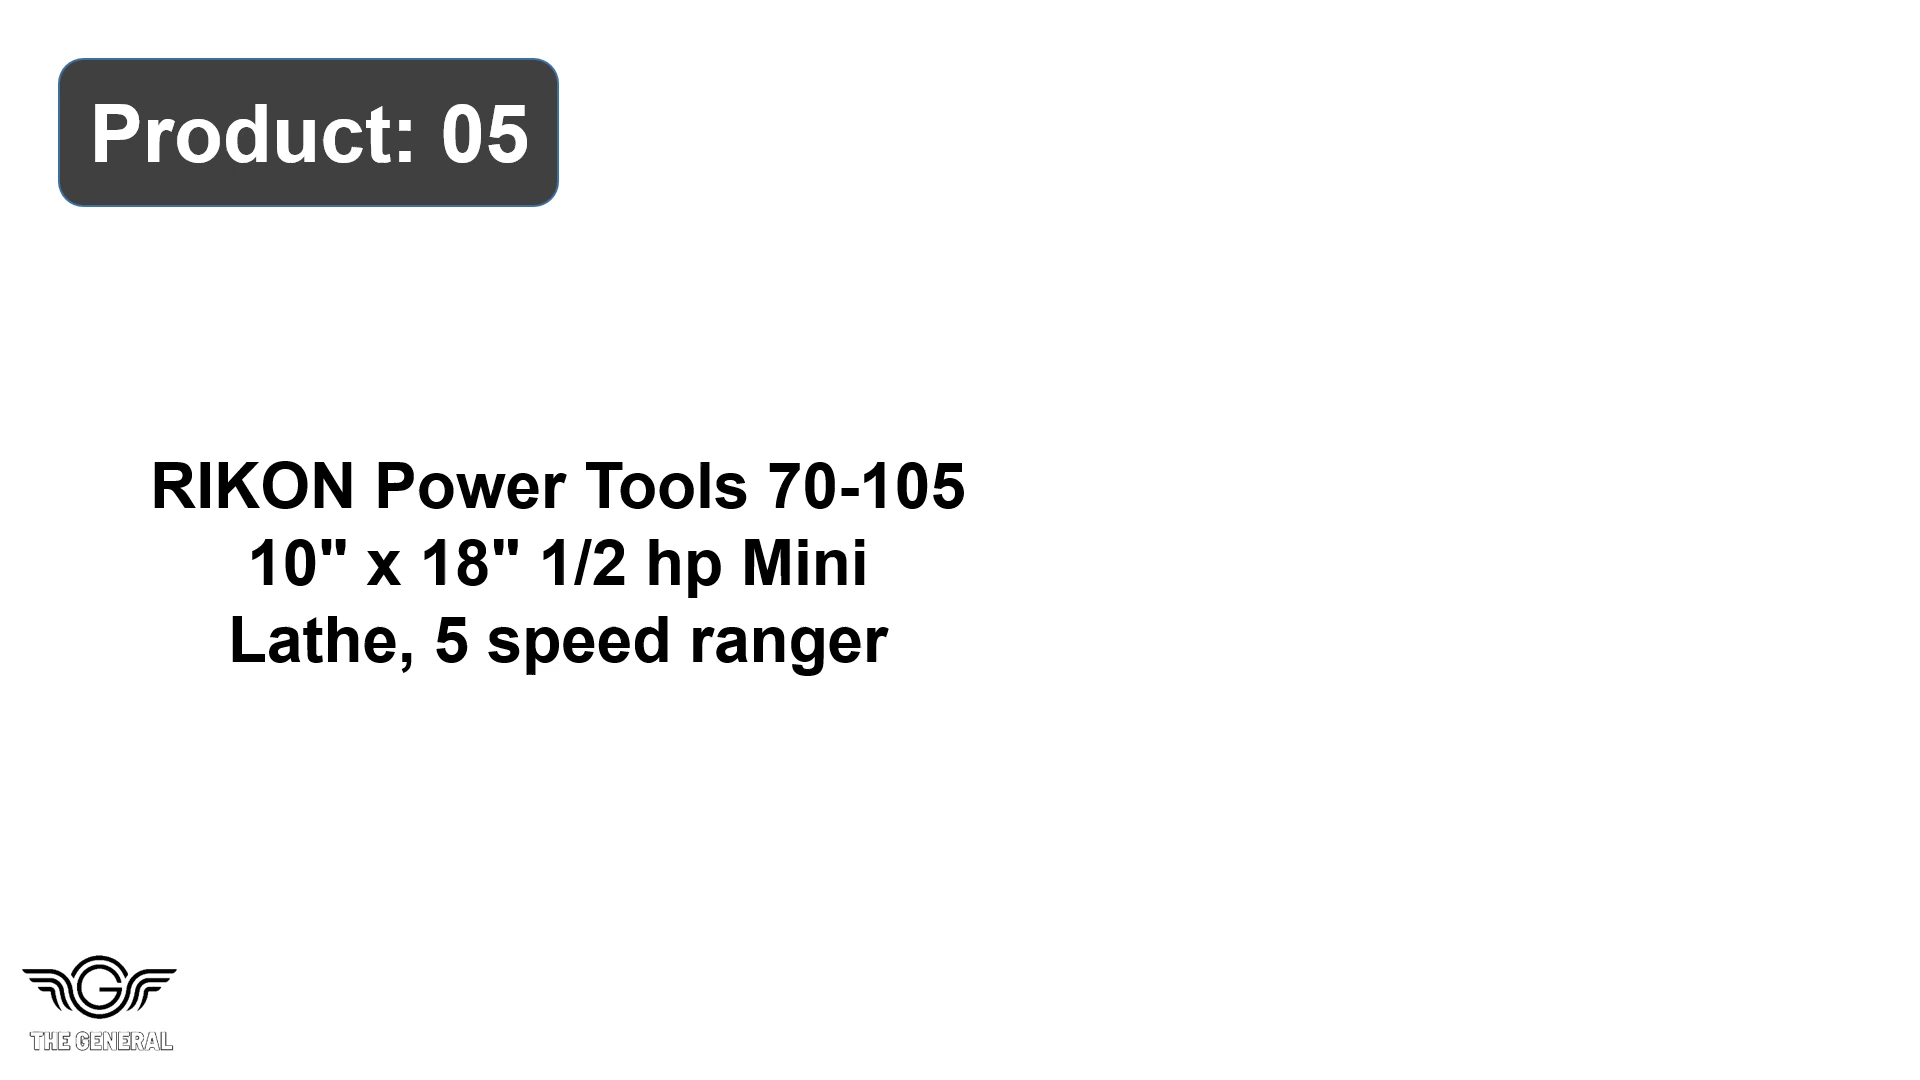 Product: 05
RIKON Power Tools 70-105
10" x 18" 1/2 hp Mini
Lathe, 5 speed ranger
G
THE GENERAL